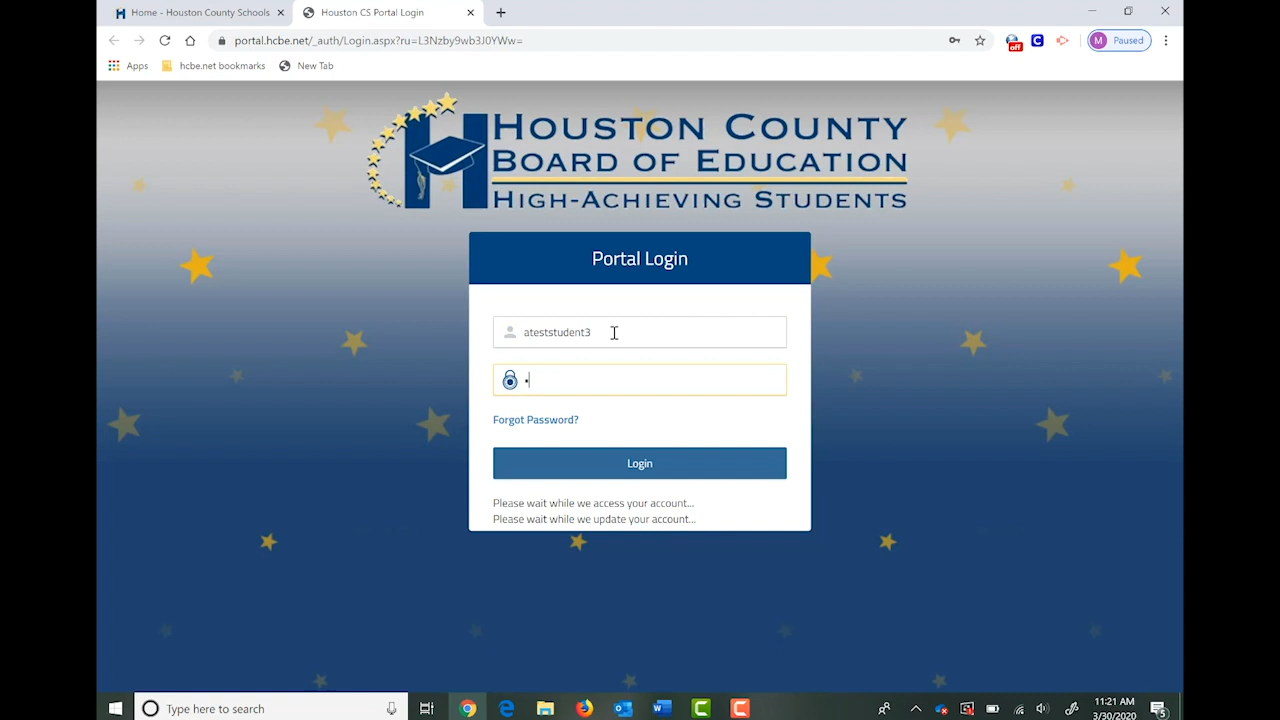 Home - Houston County Schools
Houston CS Portal Login
portal.hcbe.net/_auth/Login.aspx?ru=L3Nzby9wb3J0YWw=
off
C
M Paused
Apps
hcbe.net bookmarks
New Tab
HOUSTON COUNTY
BOARD OF EDUCATION
HIGH-ACHIEVING STUDENTS
Portal Login
ateststudent3
Forgot Password?
Login
Please wait while we access your account...
Please wait while we update your account...
Type here to search
11:21 AM
3/30/2020
5